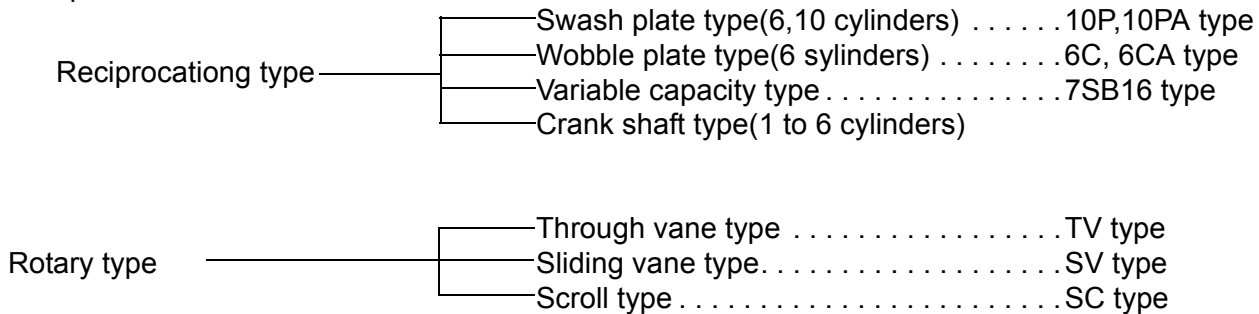 Swash plate type(6,10 cylinders) . . . . . .10P,10PA type
Wobble plate type(6 sylinders) . . . . . . . .6C, 6CA type
Reciprocationg type
Variable capacity type. . . . . . . . . . . . . . .7SB16 type
Crank shaft type(1 to 6 cylinders)
Through vane type . . . . . . . . . . . . . . . . .TV type
Rotary type
Sliding vane type. . . . . . . . . . . . . . . . . . .SV type
Scroll type . . . . . . . . . . . . . . . . . . . . . . . .SC type